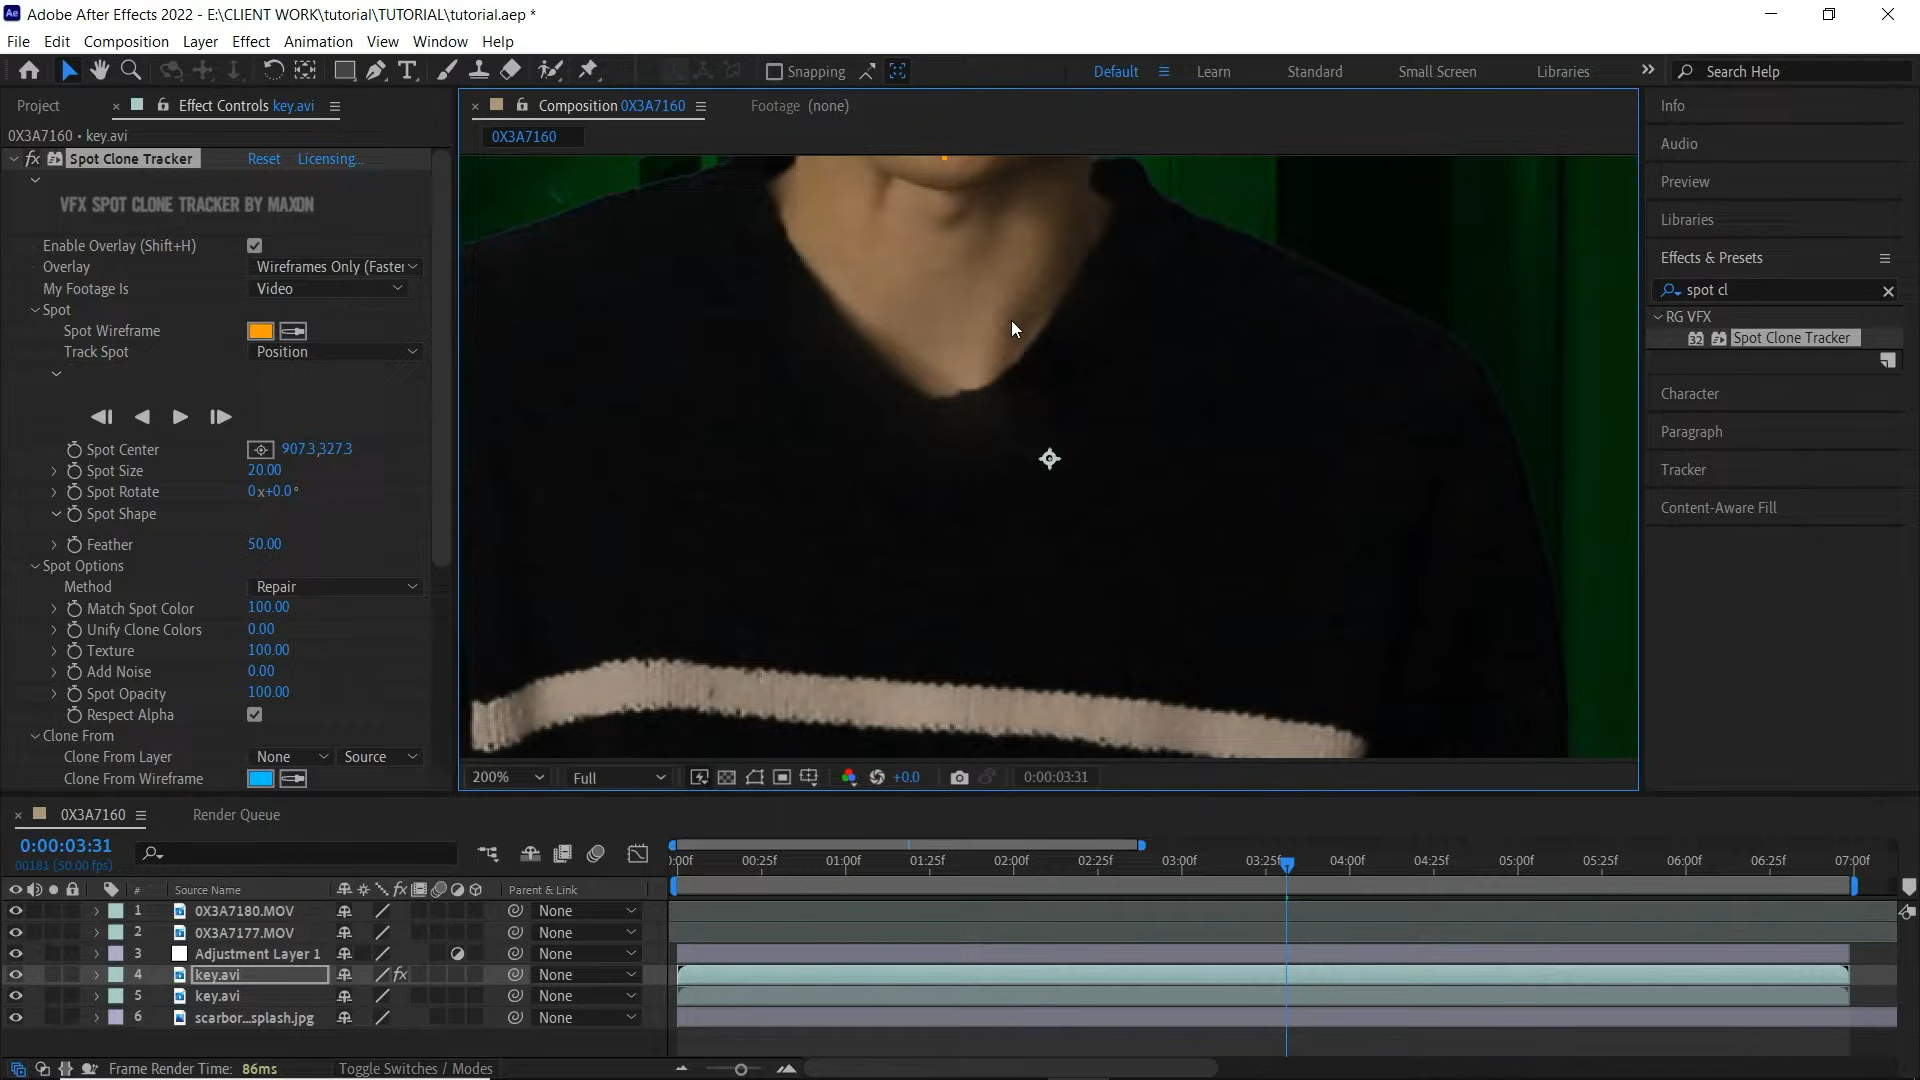 Adobe After Effects 2022 - E:\CLIENT WORK\tutorial\TUTORIAL\tutorial.aep *
File Edit Composition Layer Effect Animation View Window Help
Snapping Default Learn Standard Small Screen Libraries Search Help
Project Effect Controls key.avi
0X3A7160 • key.avi
fx Spot Clone Tracker Reset Licensing...
VFX SPOT CLONE TRACKER BY MAXON
Enable Overlay (Shift+H)
Overlay Wireframes Only (Faster
My Footage Is Video
Spot
Spot Wireframe
Track Spot Position
Spot Center 907.3,327.3
Spot Size 20.00
Spot Rotate 0x+0.0°
Spot Shape
Feather 50.00
Spot Options
Method Repair
Match Spot Color 100.00
Unify Clone Colors 0.00
Texture 100.00
Add Noise 0.00
Spot Opacity 100.00
Respect Alpha
Clone From
Clone From Layer None Source
Clone From Wireframe
Composition 0X3A7160 Footage (none)
0X3A7160
200% Full +0.0 0:00:03:31
Info
Audio
Preview
Libraries
Effects & Presets
spot cl
RG VFX
32 Spot Clone Tracker
Character
Paragraph
Tracker
Content-Aware Fill
0X3A7160 Render Queue
0:00:03:31
00181 (50.00 fps)
# Source Name fx Parent & Link
):00f 00:25f 01:00f 01:25f 02:00f 02:25f 03:00f 03:25f 04:00f 04:25f 05:00f 05:25f 06:00f 06:25f 07:00f
1 0X3A7180.MOV None
2 0X3A7177.MOV None
3 Adjustment Layer 1 None
4 key.avi fx None
5 key.avi None
6 scarbor...splash.jpg None
Frame Render Time: 86ms Toggle Switches / Modes